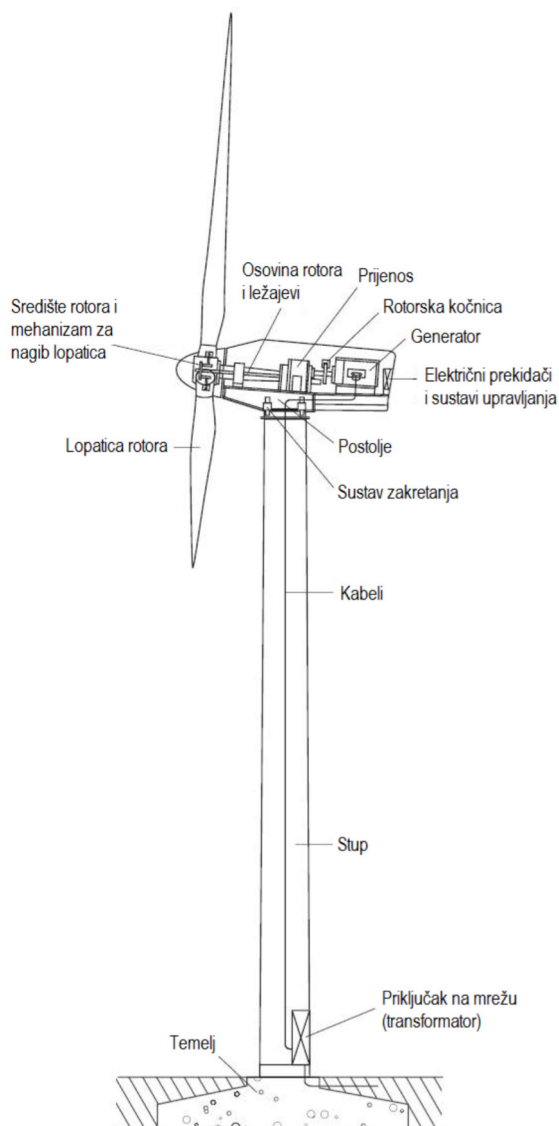 Osovina rotora
i ležajevi
Prijenos
Rotorska kočnica
Središte rotora i
mehanizam za
nagib lopatica
Generator
Električni prekidači
i sustavi upravljanja
Lopatica rotora
Postolje
Sustav zakretanja
Kabeli
Stup
Priključak na mrežu
(transformator)
Temelj